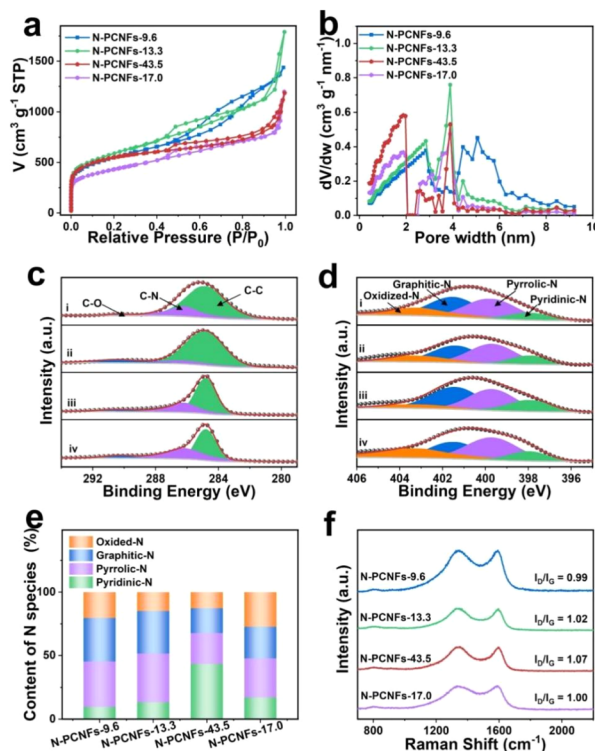 a
N-PCNFs-9.6
N-PCNFs-13.3
N-PCNFs-43.5
N-PCNFs-17.0
V (cm³ g⁻¹ STP)
1500
1000
500
0
0.0 0.2 0.4 0.6 0.8 1.0
Relative Pressure (P/P₀)
b
N-PCNFs-9.6
N-PCNFs-13.3
N-PCNFs-43.5
N-PCNFs-17.0
dV/dw (cm³ g⁻¹ nm⁻¹)
1.0
0.8
0.6
0.4
0.2
0.0
0 2 4 6 8 10
Pore width (nm)
c
C-O
C-N
C-C
i
ii
iii
iv
Intensity (a.u.)
292 288 284 280
Binding Energy (eV)
d
Graphitic-N
Oxidized-N
Pyrrolic-N
Pyridinic-N
i
ii
iii
iv
Intensity (a.u.)
406 404 402 400 398 396
Binding Energy (eV)
e
Oxided-N
Graphitic-N
Pyrrolic-N
Pyridinic-N
Content of N species (%)
100
50
0
N-PCNFs-9.6
N-PCNFs-13.3
N-PCNFs-43.5
N-PCNFs-17.0
f
Intensity (a.u.)
N-PCNFs-9.6 I_D/I_G = 0.99
N-PCNFs-13.3 I_D/I_G = 1.02
N-PCNFs-43.5 I_D/I_G = 1.07
N-PCNFs-17.0 I_D/I_G = 1.00
800 1200 1600 2000
Raman Shift (cm⁻¹)